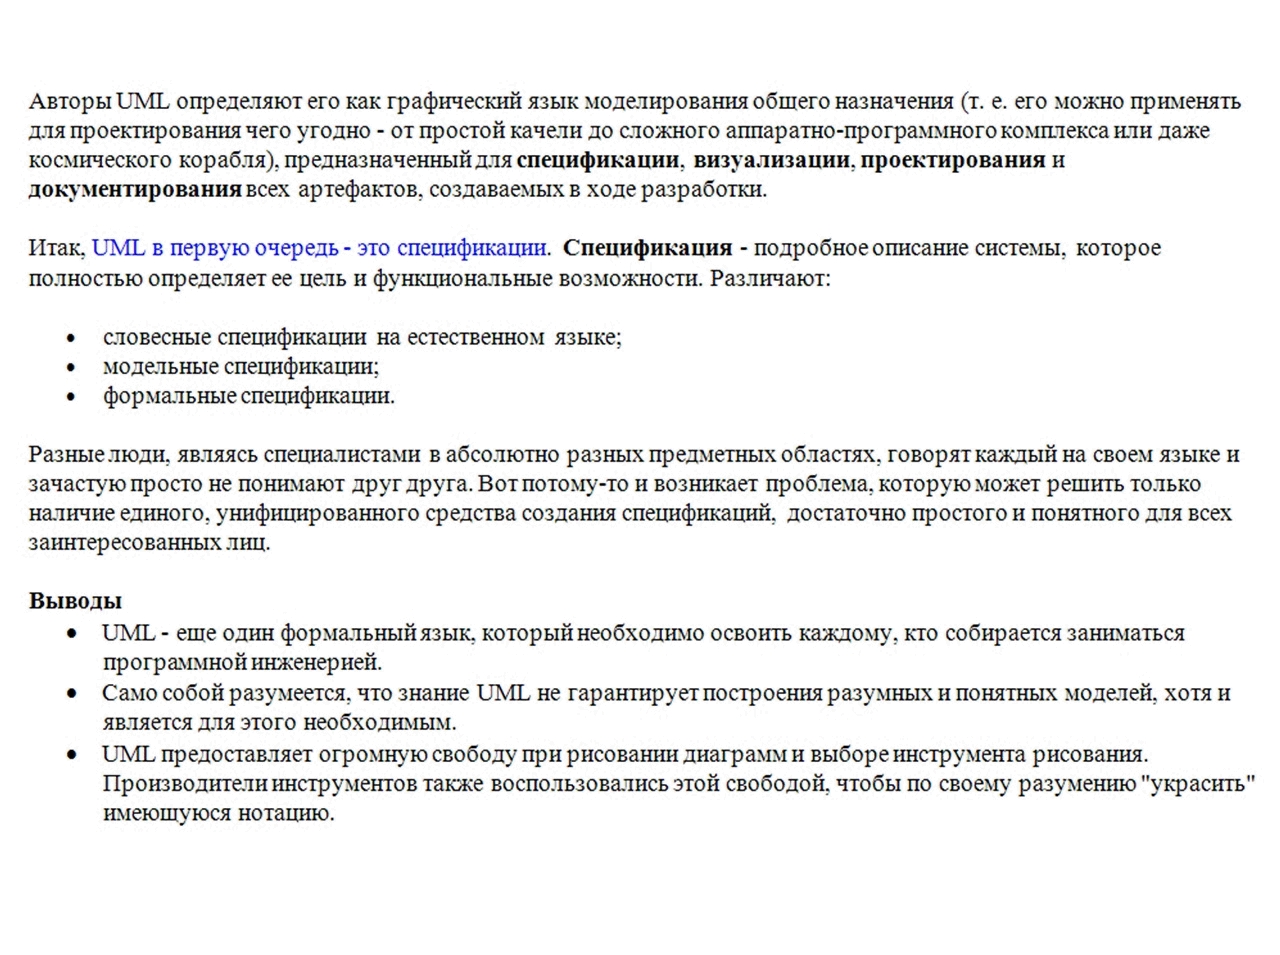 Авторы UML определяют его как графический язык моделирования общего назначения (т. е. его можно применять
для проектирования чего угодно - от простой качели до сложного аппаратно-программного комплекса или даже
космического корабля), предназначенный для спецификации, визуализации, проектирования и
документирования всех артефактов, создаваемых в ходе разработки.
Итак, UML в первую очередь - это спецификации. Спецификация - подробное описание системы, которое
полностью определяет ее цель и функциональные возможности. Различают:
• словесные спецификации на естественном языке;
• модельные спецификации;
• формальные спецификации.
Разные люди, являясь специалистами в абсолютно разных предметных областях, говорят каждый на своем языке и
зачастую просто не понимают друг друга. Вот потому-то и возникает проблема, которую может решить только
наличие единого, унифицированного средства создания спецификаций, достаточно простого и понятного для всех
заинтересованных лиц.
Выводы
• UML - еще один формальный язык, который необходимо освоить каждому, кто собирается заниматься
программной инженерией.
• Само собой разумеется, что знание UML не гарантирует построения разумных и понятных моделей, хотя и
является для этого необходимым.
• UML предоставляет огромную свободу при рисовании диаграмм и выборе инструмента рисования.
Производители инструментов также воспользовались этой свободой, чтобы по своему разумению "украсить"
имеющуюся нотацию.